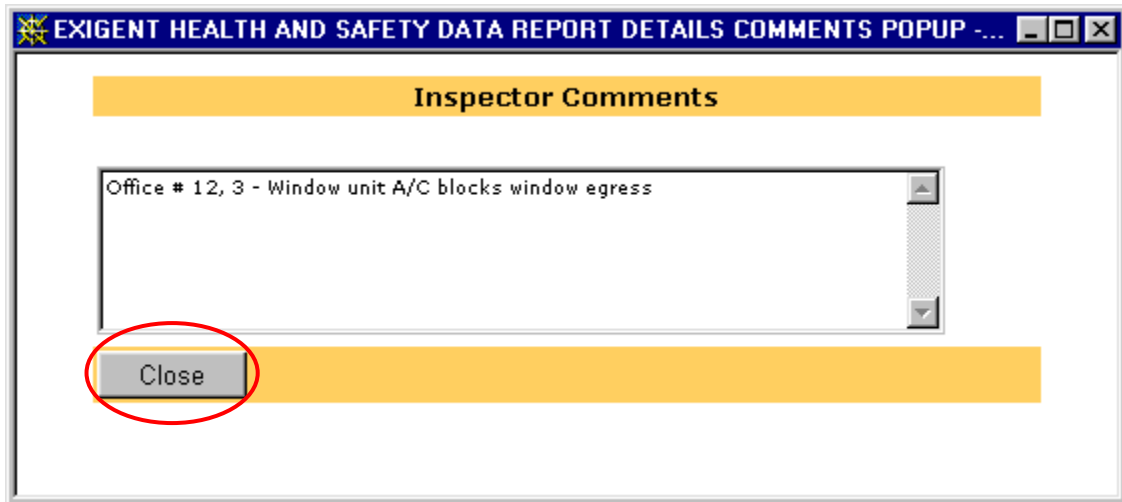 EXIGENT HEALTH AND SAFETY DATA REPORT DETAILS COMMENTS POPUP -...
Inspector Comments
Office # 12, 3 - Window unit A/C blocks window egress
Close